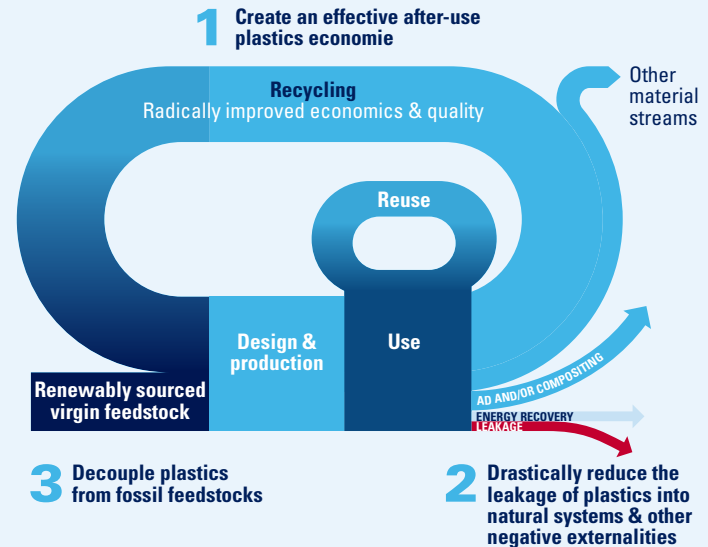 1 Create an effective after-use
plastics economie
Recycling
Radically improved economics & quality
Other
material
streams
Reuse
Design &
production
Use
Renewably sourced
virgin feedstock
AD AND/OR COMPOSITING
ENERGY RECOVERY
LEAKAGE
3 Decouple plastics
from fossil feedstocks
2 Drastically reduce the
leakage of plastics into
natural systems & other
negative externalities